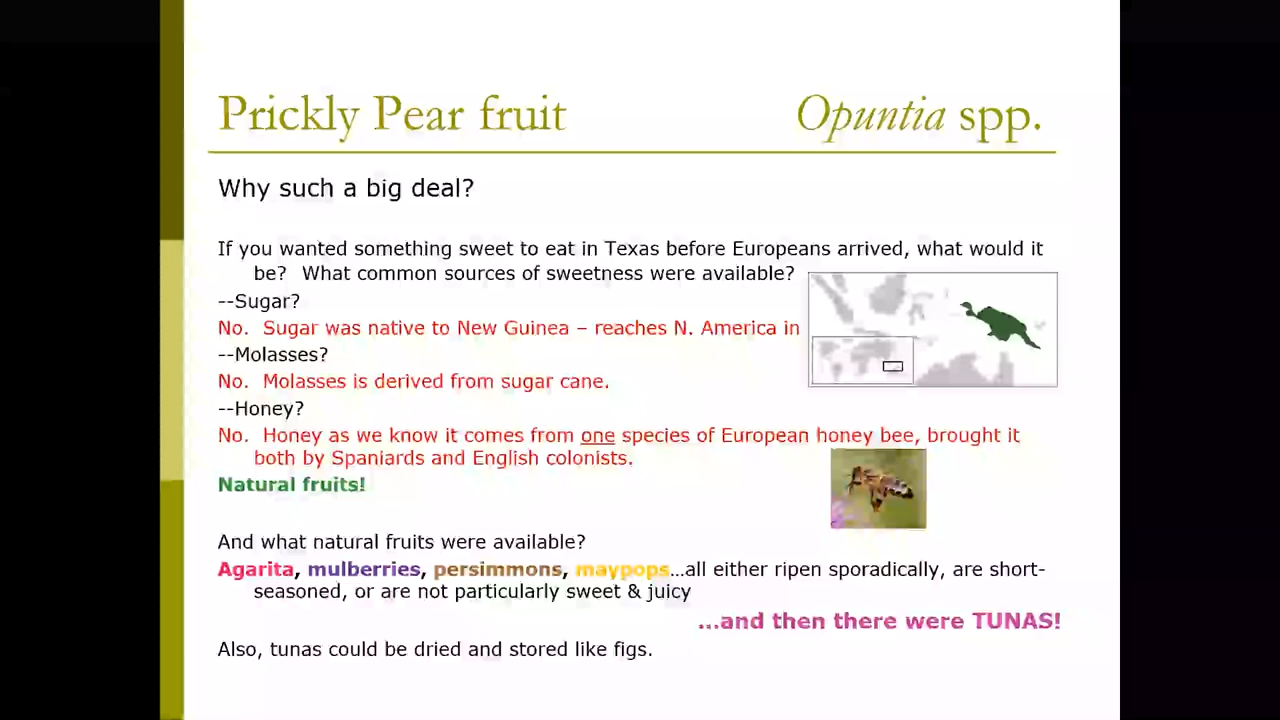 Prickly Pear fruit Opuntia spp.
Why such a big deal?
If you wanted something sweet to eat in Texas before Europeans arrived, what would it
be? What common sources of sweetness were available?
--Sugar?
No. Sugar was native to New Guinea – reaches N. America in
--Molasses?
No. Molasses is derived from sugar cane.
--Honey?
No. Honey as we know it comes from one species of European honey bee, brought it
both by Spaniards and English colonists.
Natural fruits!
And what natural fruits were available?
Agarita, mulberries, persimmons, maypops…all either ripen sporadically, are short-
seasoned, or are not particularly sweet & juicy
…and then there were TUNAS!
Also, tunas could be dried and stored like figs.